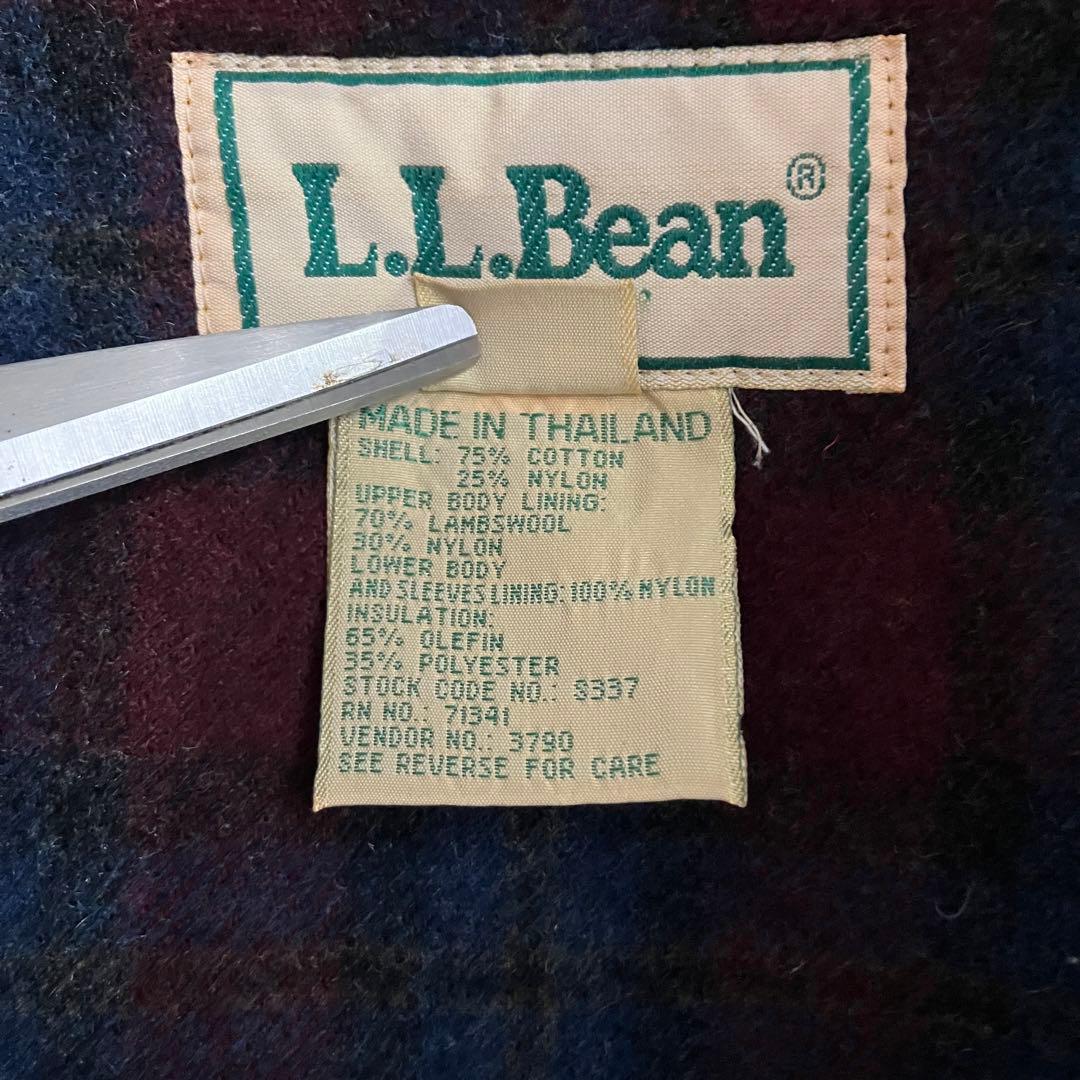 L.L.Bean®
MADE IN THAILAND
SHELL: 75% COTTON
25% NYLON
UPPER BODY LINING:
70% LAMBSWOOL
30% NYLON
LOWER BODY
AND SLEEVES LINING: 100% NYLON
INSULATION:
65% OLEFIN
35% POLYESTER
STOCK CODE NO.: S337
RN NO.: 71341
VENDOR NO.: 3790
SEE REVERSE FOR CARE